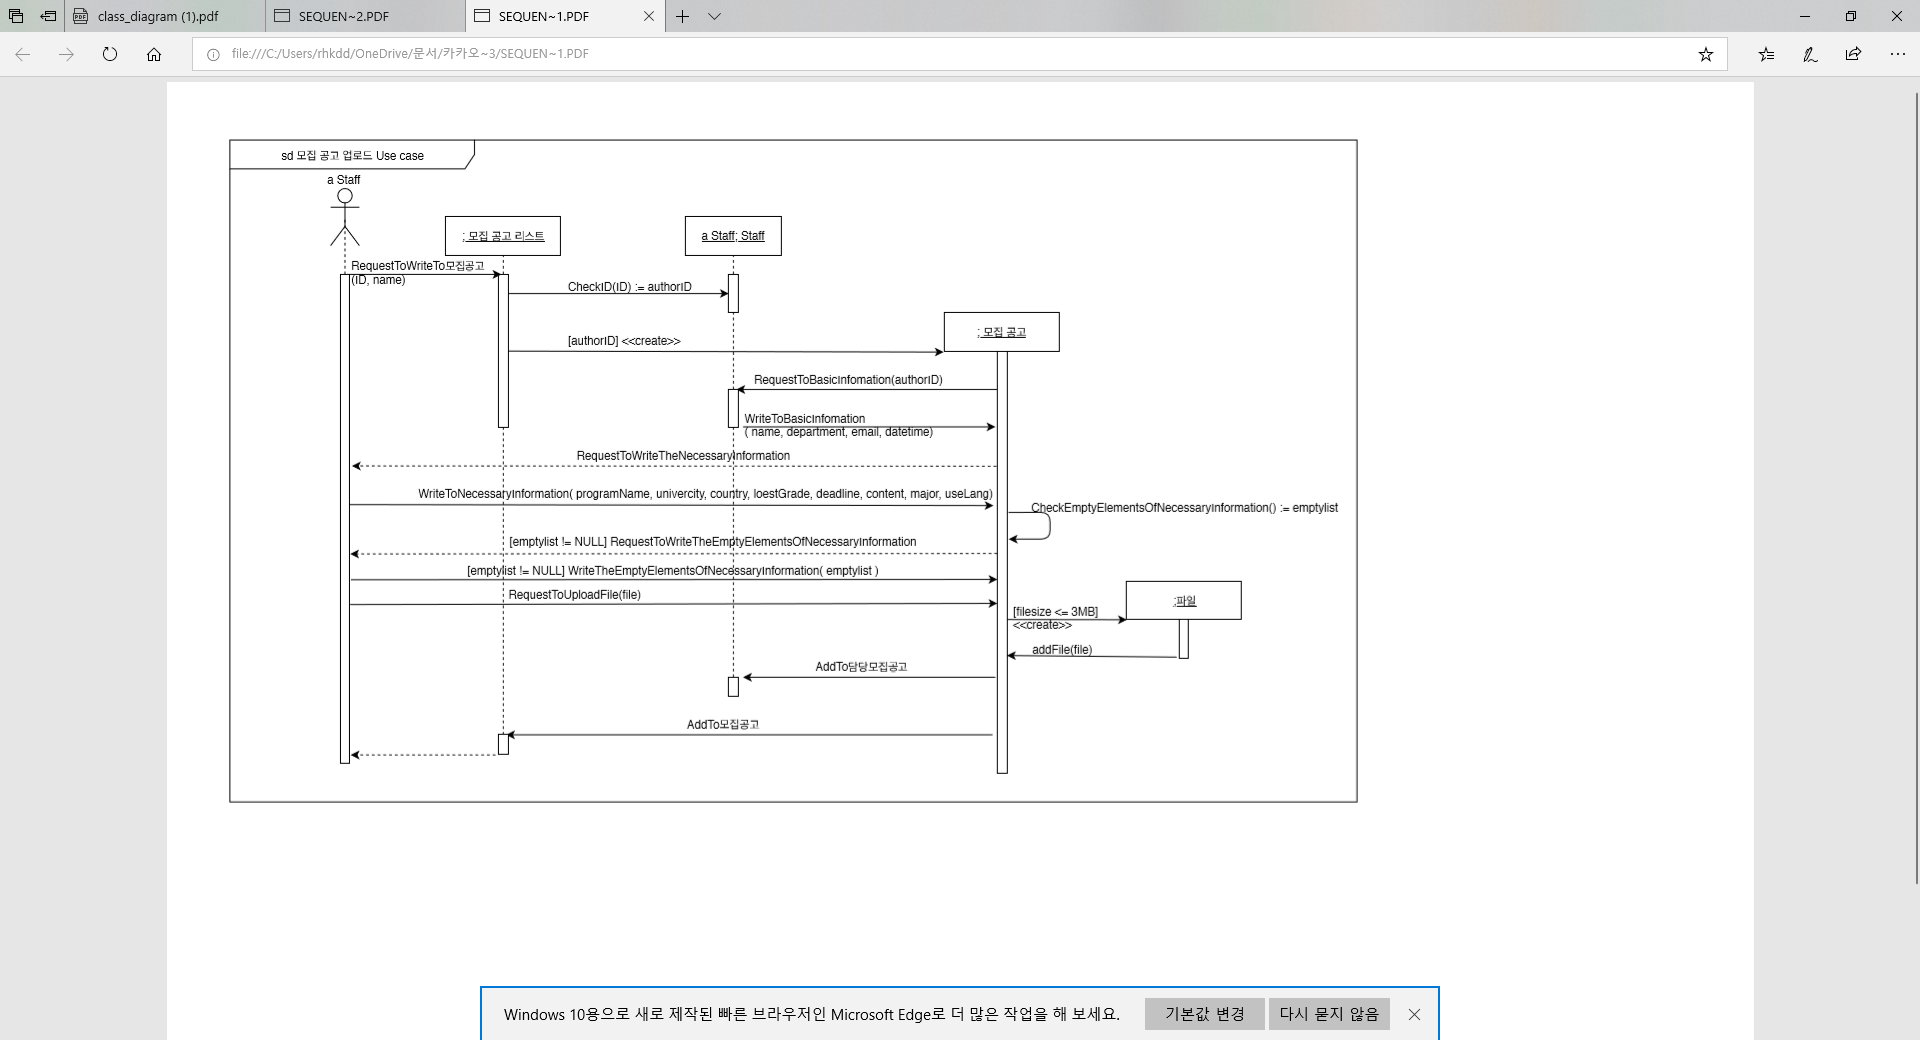 class_diagram (1).pdf
SEQUEN~2.PDF
SEQUEN~1.PDF
file:///C:/Users/rhkdd/OneDrive/문서/카카오~3/SEQUEN~1.PDF
sd 모집 공고 업로드 Use case
a Staff
; 모집 공고 리스트
a Staff; Staff
RequestToWriteTo모집공고
(ID, name)
CheckID(ID) := authorID
; 모집 공고
[authorID] <<create>>
RequestToBasicInfomation(authorID)
WriteToBasicInfomation
( name, department, email, datetime)
RequestToWriteTheNecessaryInformation
WriteToNecessaryInformation( programName, univercity, country, loestGrade, deadline, content, major, useLang)
CheckEmptyElementsOfNecessaryInformation() := emptylist
[emptylist != NULL] RequestToWriteTheEmptyElementsOfNecessaryInformation
[emptylist != NULL] WriteTheEmptyElementsOfNecessaryInformation( emptylist )
RequestToUploadFile(file)
;파일
[filesize <= 3MB]
<<create>>
addFile(file)
AddTo담당모집공고
AddTo모집공고
Windows 10용으로 새로 제작된 빠른 브라우저인 Microsoft Edge로 더 많은 작업을 해 보세요.
기본값 변경
다시 묻지 않음